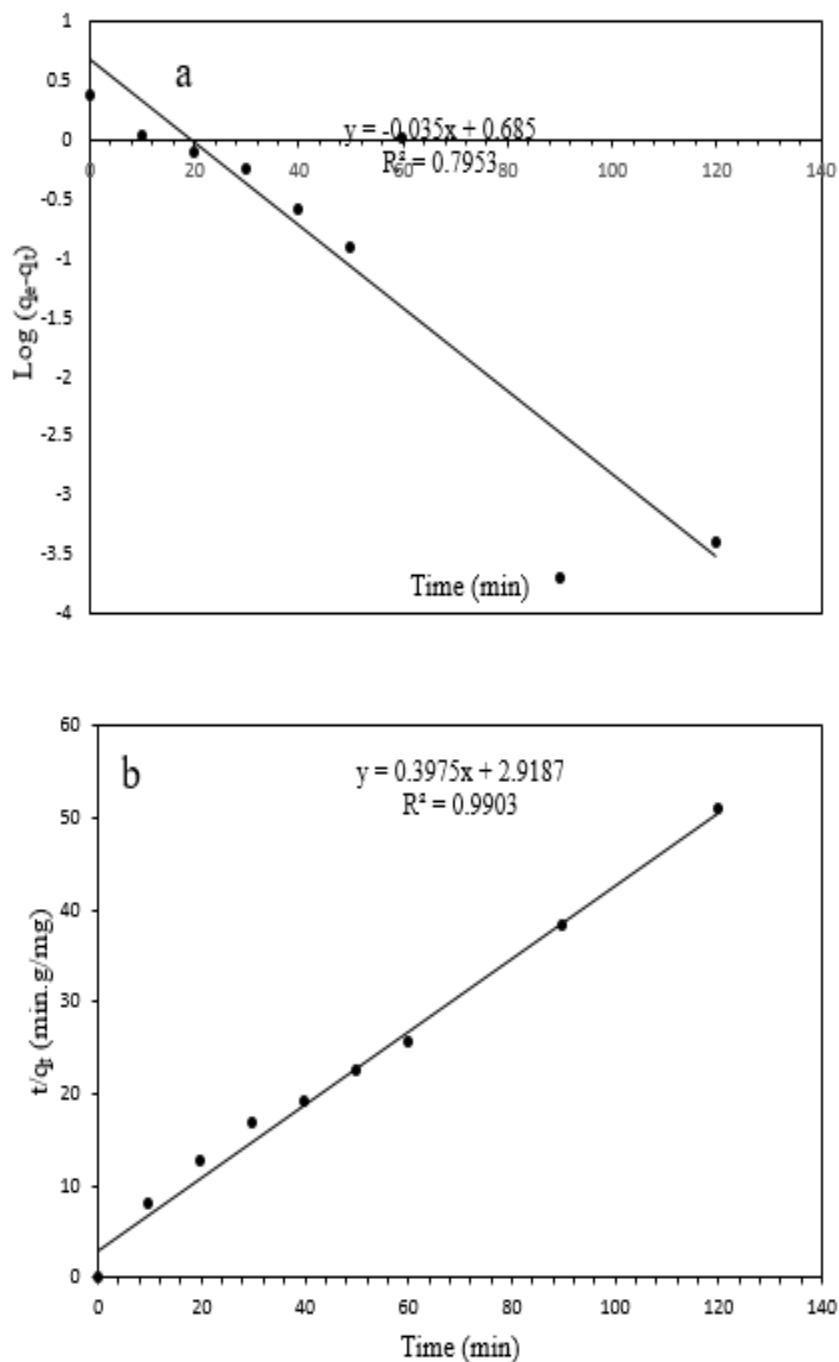 1
a
0.5
y = -0.035x + 0.685
0
R² = 0.7953
0 20 40 60 80 100 120 140
-0.5
-1
-1.5
-2
-2.5
-3
-3.5
-4
Log (qₑ-qₜ)
Time (min)
60
b
y = 0.3975x + 2.9187
R² = 0.9903
50
40
30
20
10
0
t/qₜ (min.g/mg)
0 20 40 60 80 100 120 140
Time (min)